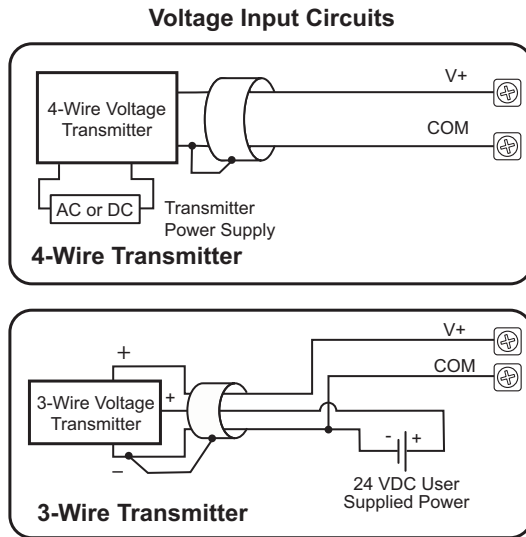 Voltage Input Circuits
4-Wire Voltage
Transmitter
V+
COM
AC or DC
Transmitter
Power Supply
4-Wire Transmitter
V+
COM
+
3-Wire Voltage
Transmitter
+
–
- +
24 VDC User
Supplied Power
3-Wire Transmitter